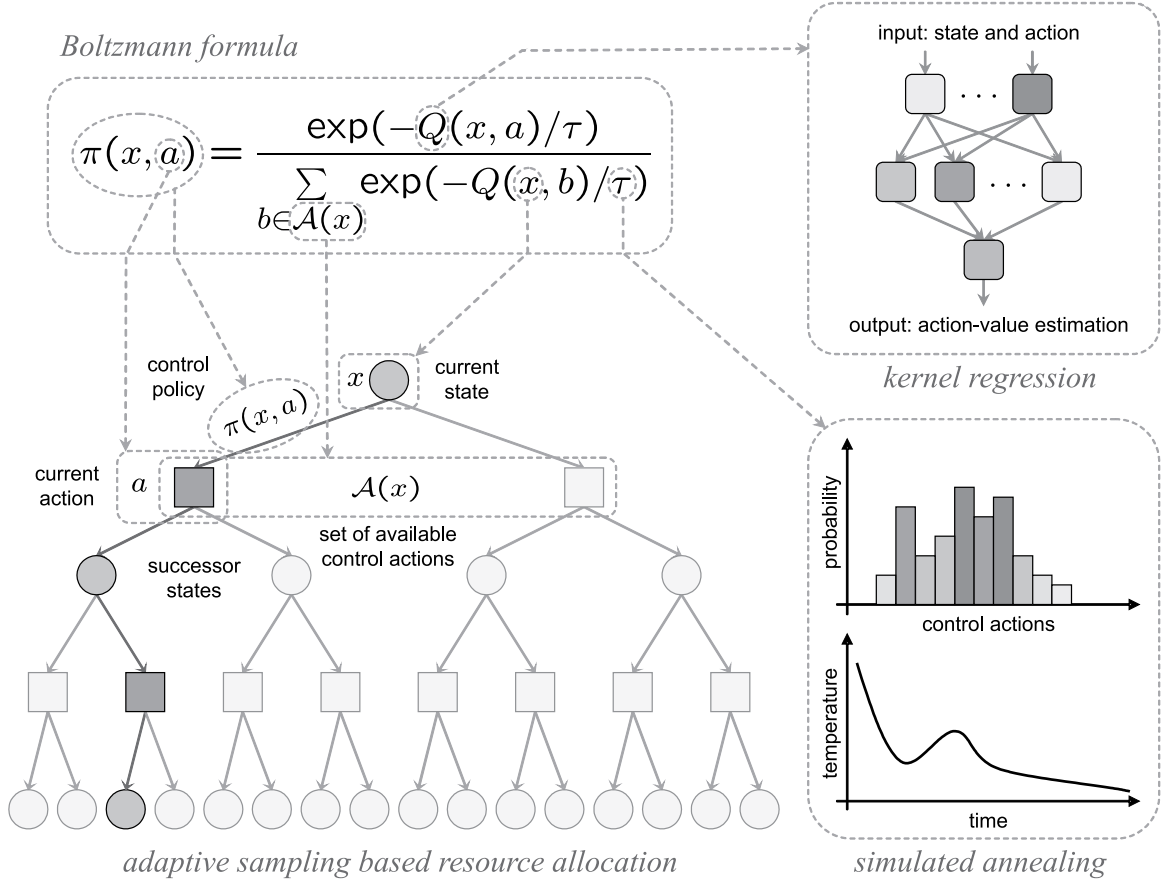 Boltzmann formula
π(x, a) = exp(−Q(x, a)/τ)
∑ exp(−Q(x, b)/τ)
b∈𝒜(x)
input: state and action
· · ·
· · ·
output: action-value estimation
kernel regression
control
policy
x
current
state
π(x, a)
current
action
a
𝒜(x)
set of available
control actions
successor
states
adaptive sampling based resource allocation
probability
control actions
temperature
time
simulated annealing